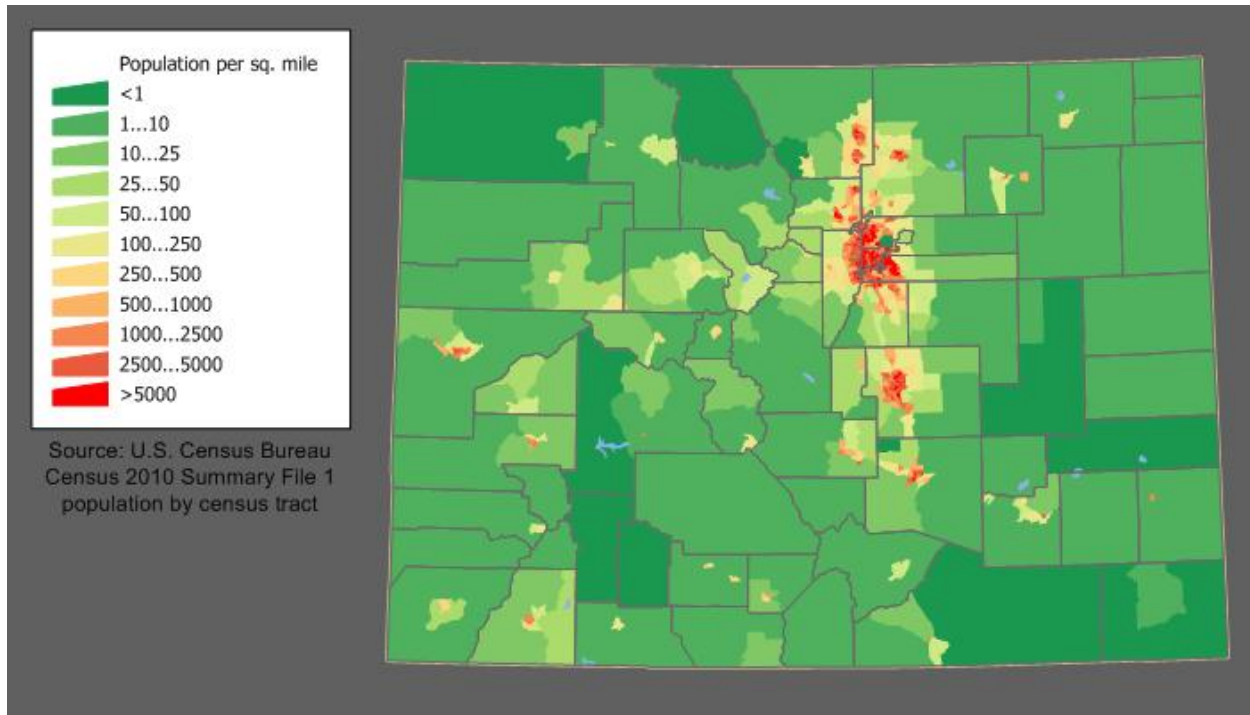 Population per sq. mile
<1
1...10
10...25
25...50
50...100
100...250
250...500
500...1000
1000...2500
2500...5000
>5000
Source: U.S. Census Bureau
Census 2010 Summary File 1
population by census tract